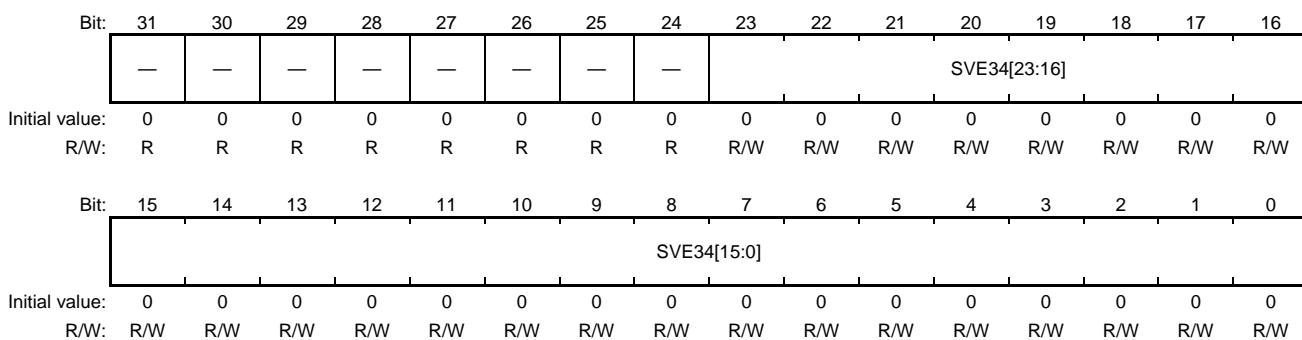 Bit: 31 30 29 28 27 26 25 24 23 22 21 20 19 18 17 16
— — — — — — — — SVE34[23:16]
Initial value: 0 0 0 0 0 0 0 0 0 0 0 0 0 0 0 0
R/W: R R R R R R R R R/W R/W R/W R/W R/W R/W R/W R/W
Bit: 15 14 13 12 11 10 9 8 7 6 5 4 3 2 1 0
SVE34[15:0]
Initial value: 0 0 0 0 0 0 0 0 0 0 0 0 0 0 0 0
R/W: R/W R/W R/W R/W R/W R/W R/W R/W R/W R/W R/W R/W R/W R/W R/W R/W